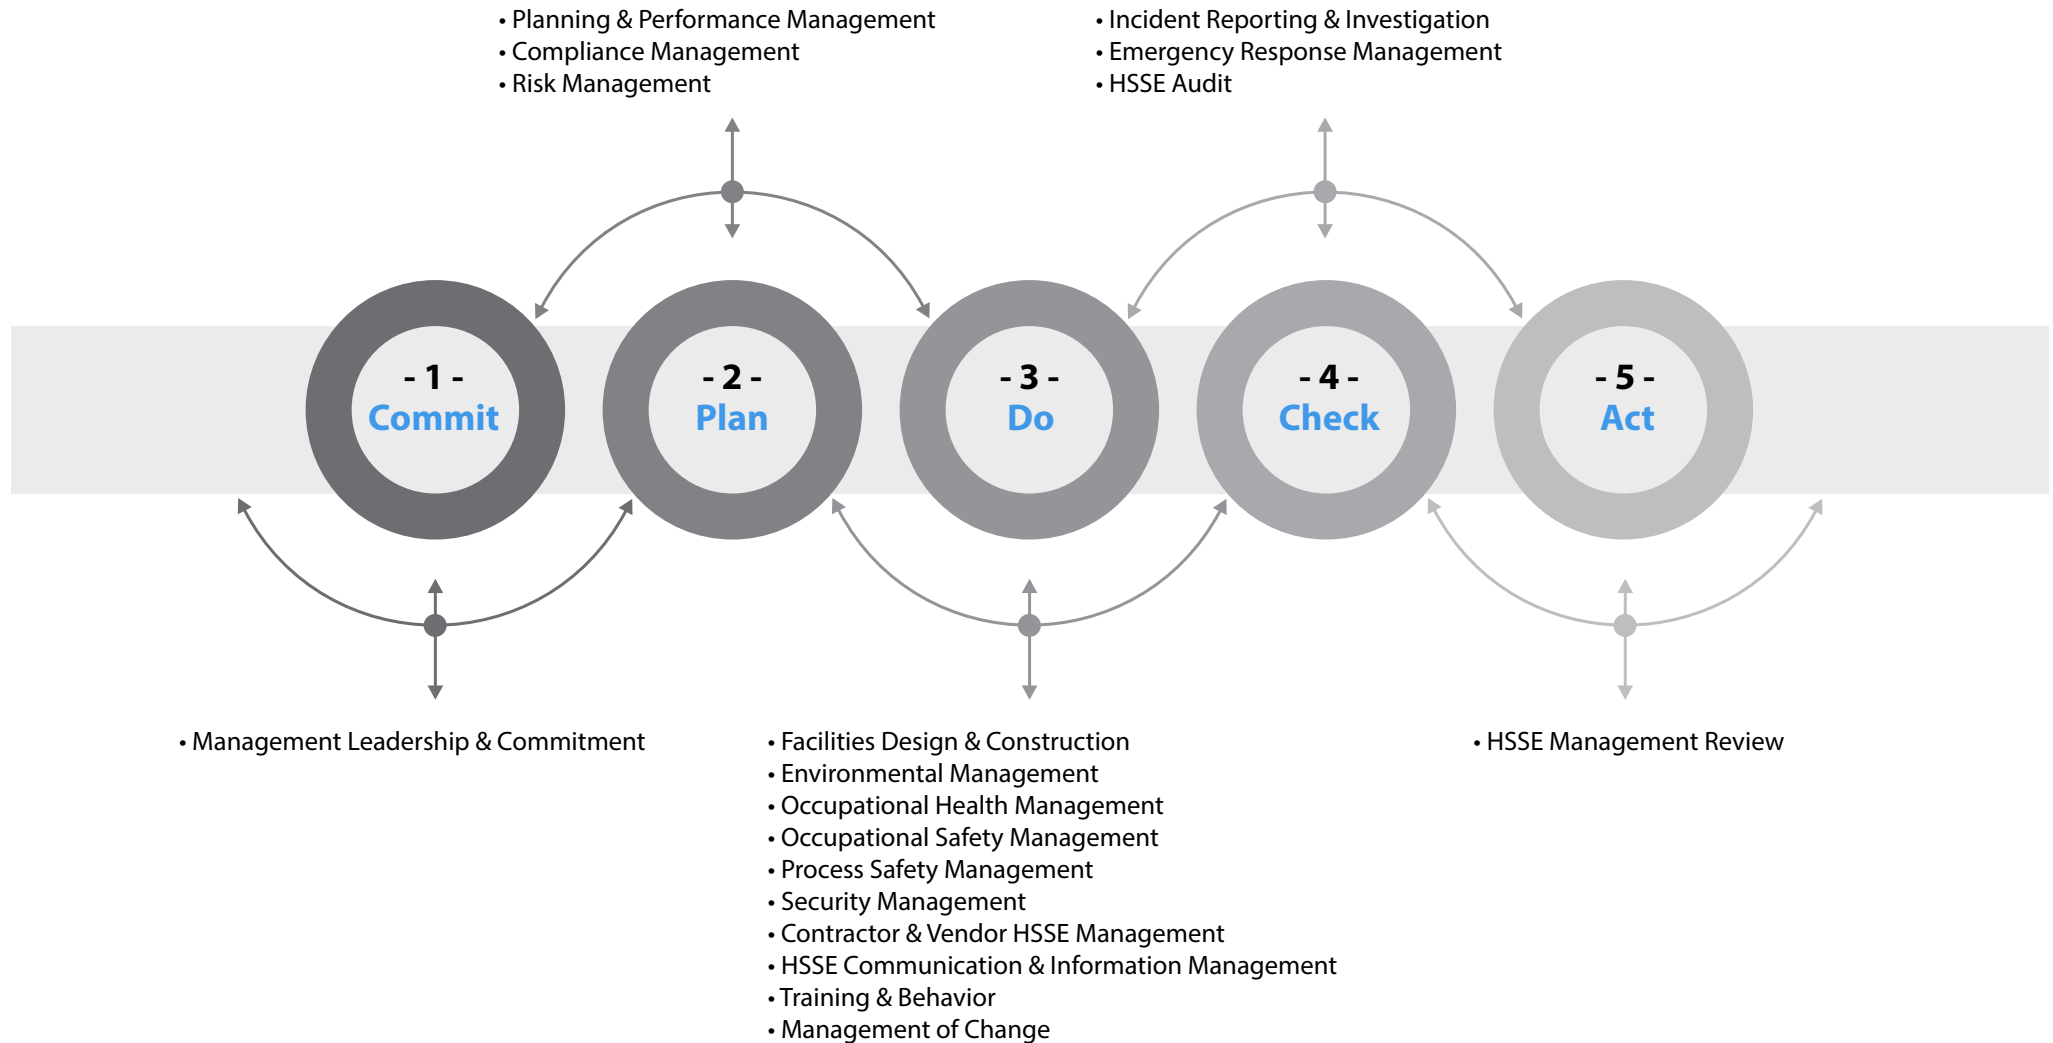 • Planning & Performance Management
• Compliance Management
• Risk Management
• Incident Reporting & Investigation
• Emergency Response Management
• HSSE Audit
- 1 -
Commit
- 2 -
Plan
- 3 -
Do
- 4 -
Check
- 5 -
Act
• Management Leadership & Commitment
• Facilities Design & Construction
• Environmental Management
• Occupational Health Management
• Occupational Safety Management
• Process Safety Management
• Security Management
• Contractor & Vendor HSSE Management
• HSSE Communication & Information Management
• Training & Behavior
• Management of Change
• HSSE Management Review